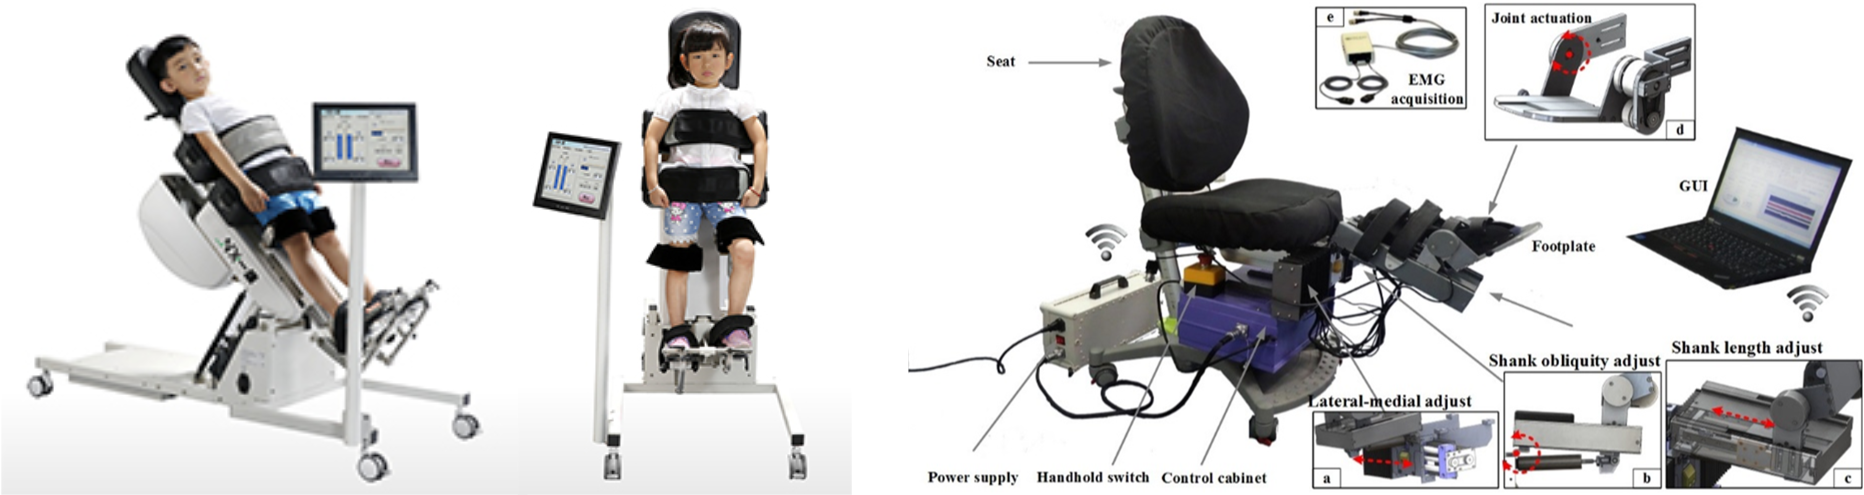 NX
Seat
e
EMG
acquisition
Joint actuation
d
GUI
Footplate
Shank obliquity adjust
Shank length adjust
Lateral-medial adjust
a
b
c
Power supply
Handhold switch
Control cabinet